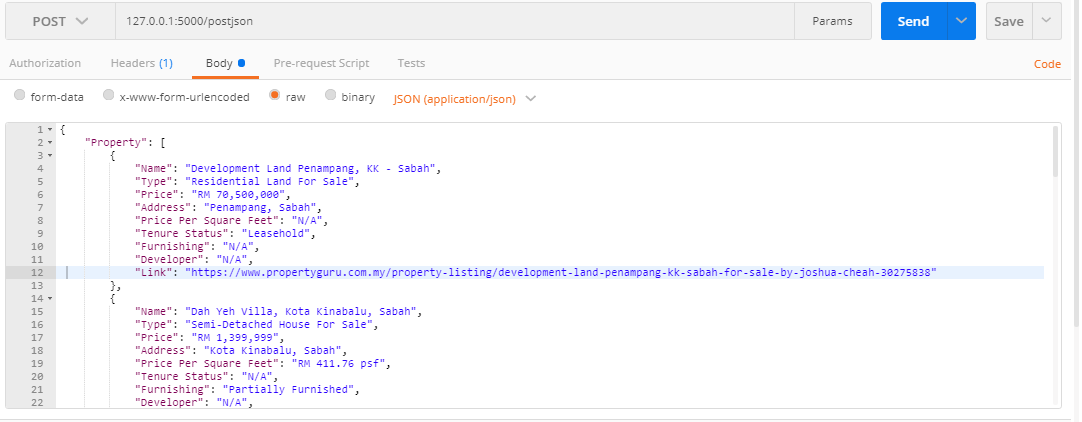 POST 127.0.0.1:5000/postjson Params Send Save
Authorization Headers (1) Body Pre-request Script Tests Code
form-data x-www-form-urlencoded raw binary JSON (application/json)
1 {
2 "Property": [
3 {
4 "Name": "Development Land Penampang, KK - Sabah",
5 "Type": "Residential Land For Sale",
6 "Price": "RM 70,500,000",
7 "Address": "Penampang, Sabah",
8 "Price Per Square Feet": "N/A",
9 "Tenure Status": "Leasehold",
10 "Furnishing": "N/A",
11 "Developer": "N/A",
12 "Link": "https://www.propertyguru.com.my/property-listing/development-land-penampang-kk-sabah-for-sale-by-joshua-cheah-30275838"
13 },
14 {
15 "Name": "Dah Yeh Villa, Kota Kinabalu, Sabah",
16 "Type": "Semi-Detached House For Sale",
17 "Price": "RM 1,399,999",
18 "Address": "Kota Kinabalu, Sabah",
19 "Price Per Square Feet": "RM 411.76 psf",
20 "Tenure Status": "N/A",
21 "Furnishing": "Partially Furnished",
22 "Developer": "N/A",